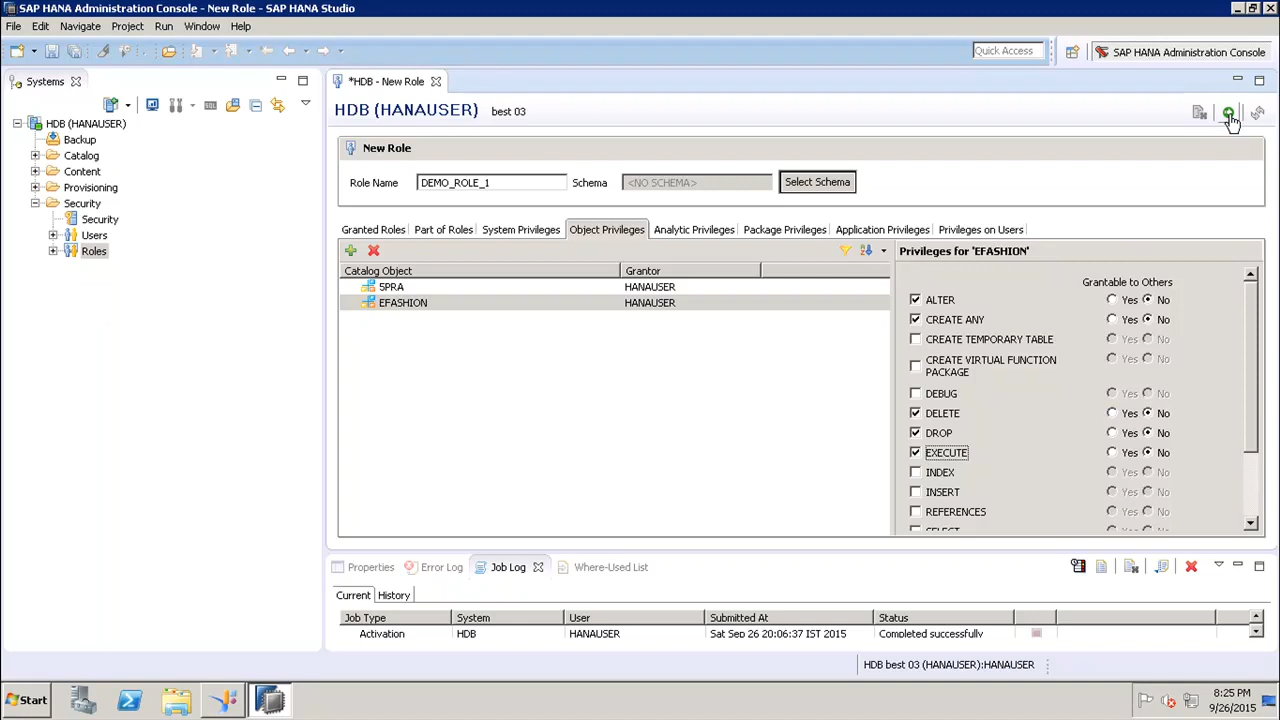 SAP HANA Administration Console - New Role - SAP HANA Studio
File Edit Navigate Project Run Window Help
Quick Access
SAP HANA Administration Console
Systems
HDB (HANAUSER)
Backup
Catalog
Content
Provisioning
Security
Security
Users
Roles
*HDB - New Role
HDB (HANAUSER) best 03
New Role
Role Name DEMO_ROLE_1 Schema <NO SCHEMA> Select Schema
Granted Roles Part of Roles System Privileges Object Privileges Analytic Privileges Package Privileges Application Privileges Privileges on Users
Catalog Object Grantor
5PRA HANAUSER
EFASHION HANAUSER
Privileges for 'EFASHION'
Grantable to Others
ALTER Yes No
CREATE ANY Yes No
CREATE TEMPORARY TABLE Yes No
CREATE VIRTUAL FUNCTION Yes No
PACKAGE
DEBUG Yes No
DELETE Yes No
DROP Yes No
EXECUTE Yes No
INDEX Yes No
INSERT Yes No
REFERENCES Yes No
SELECT Yes No
Properties Error Log Job Log Where-Used List
Current History
Job Type System User Submitted At Status
Activation HDB HANAUSER Sat Sep 26 20:06:37 IST 2015 Completed successfully
HDB best 03 (HANAUSER):HANAUSER
Start
8:25 PM
9/26/2015